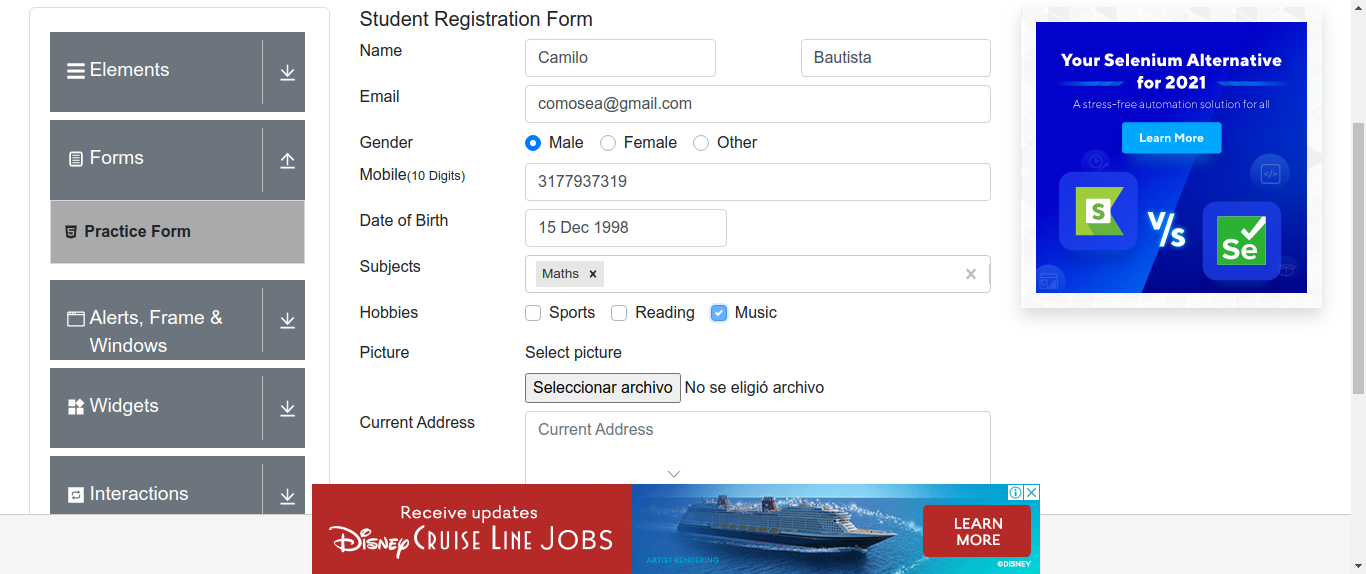 Elements
Forms
Practice Form
Alerts, Frame &
Windows
Widgets
Interactions
Student Registration Form
Name
Camilo
Bautista
Email
comosea@gmail.com
Gender
Male
Female
Other
Mobile(10 Digits)
3177937319
Date of Birth
15 Dec 1998
Subjects
Maths
Hobbies
Sports
Reading
Music
Picture
Select picture
Seleccionar archivo No se eligió archivo
Current Address
Current Address
Your Selenium Alternative
for 2021
A stress-free automation solution for all
Learn More
S
V/s
Se
Receive updates
Disney CRUISE LINE JOBS
ARTIST RENDERING
LEARN
MORE
©DISNEY